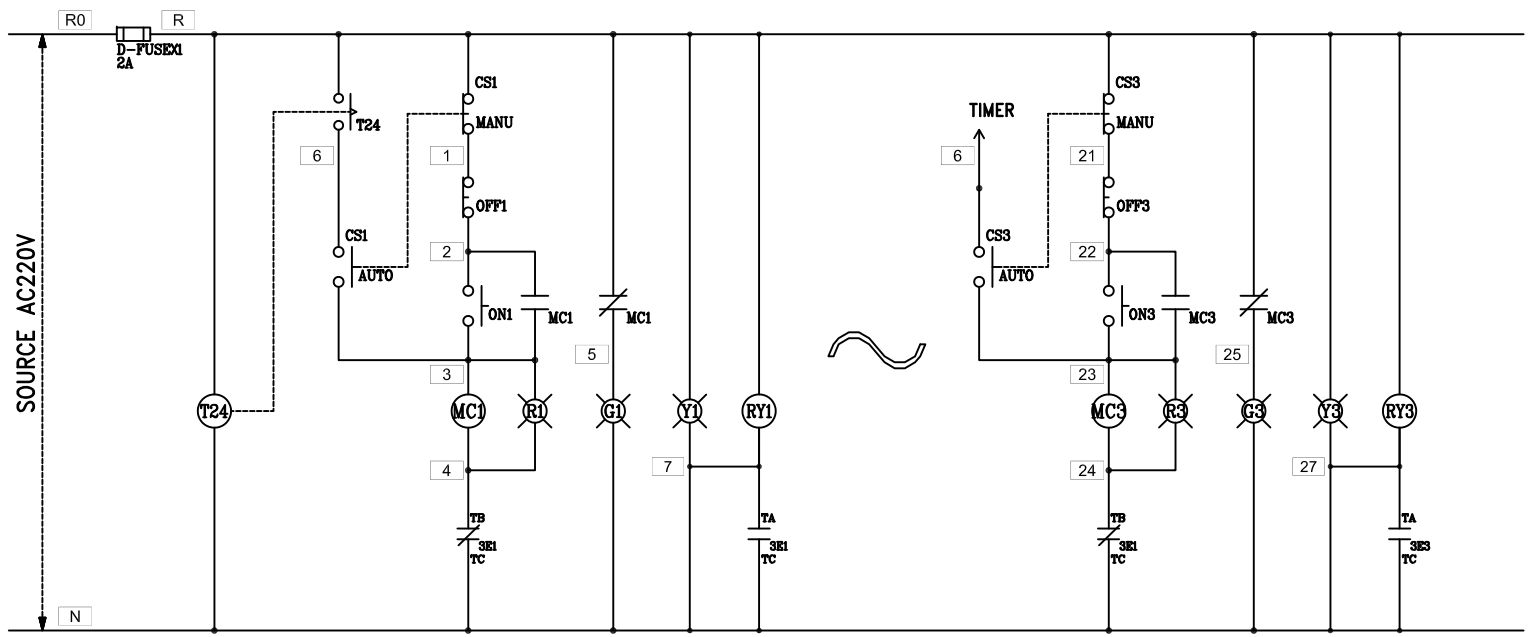 R0
R
D-FUSEX1
2A
CS1
CS3
T24
MANU
TIMER
MANU
6
1
6
21
OFF1
OFF3
CS1
CS3
2
22
AUTO
AUTO
ON1
MC1
MC1
ON3
MC3
MC3
5
25
3
23
SOURCE AC220V
T24
MC1
R1
G1
Y1
RY1
MC3
R3
G3
Y3
RY3
4
7
24
27
TB
TA
TB
TA
3E1
3E1
3E1
3E3
TC
TC
TC
TC
N